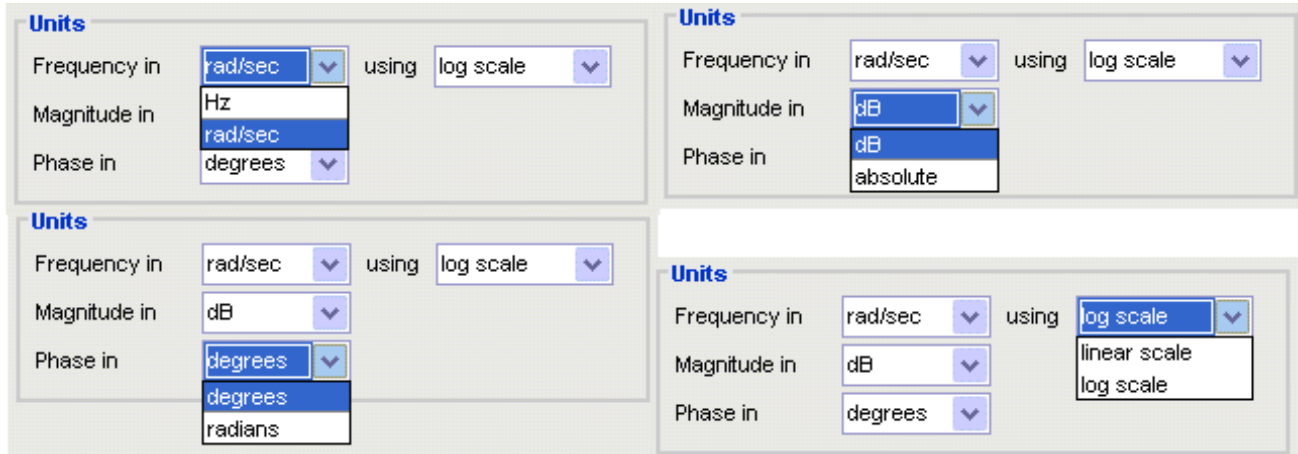 Units
Frequency in rad/sec using log scale
Hz
Magnitude in
rad/sec
Phase in degrees
Units
Frequency in rad/sec using log scale
Magnitude in dB
dB
Phase in
absolute
Units
Frequency in rad/sec using log scale
Magnitude in dB
Phase in degrees
degrees
radians
Units
Frequency in rad/sec using log scale
linear scale
Magnitude in dB
log scale
Phase in degrees